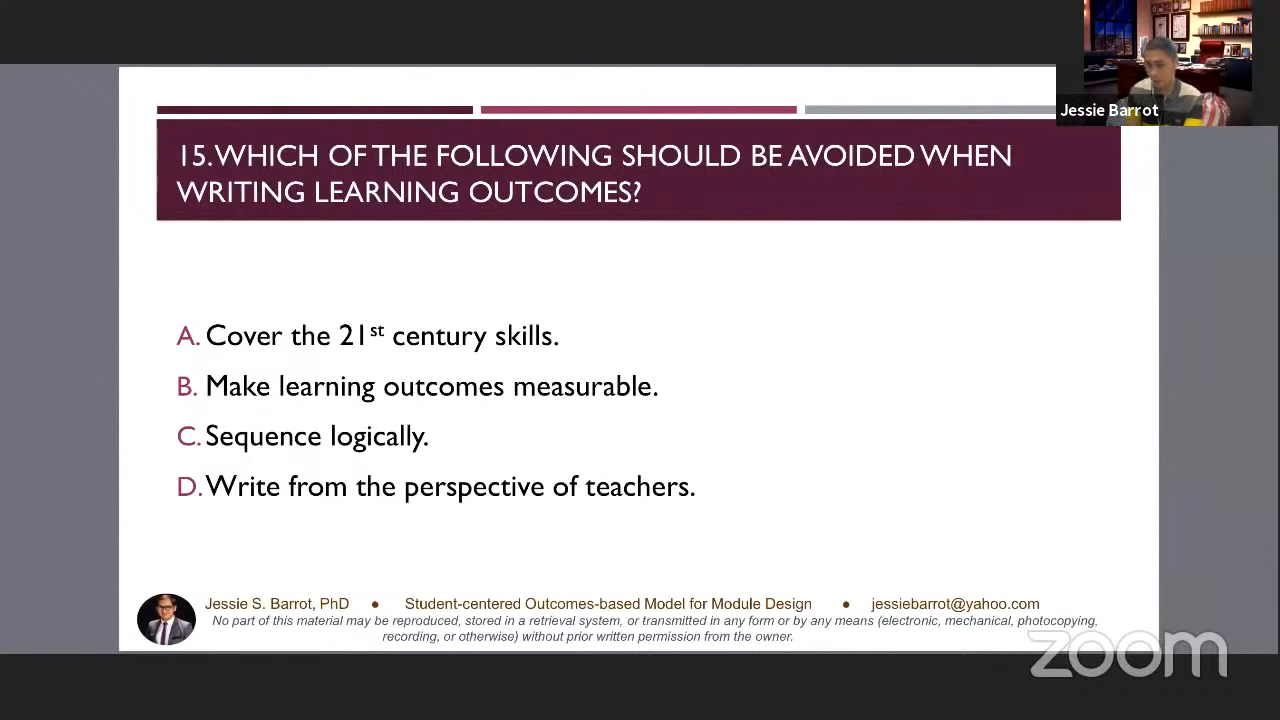 Jessie Barrot
15. WHICH OF THE FOLLOWING SHOULD BE AVOIDED WHEN
WRITING LEARNING OUTCOMES?
A. Cover the 21st century skills.
B. Make learning outcomes measurable.
C. Sequence logically.
D. Write from the perspective of teachers.
Jessie S. Barrot, PhD ● Student-centered Outcomes-based Model for Module Design ● jessiebarrot@yahoo.com
No part of this material may be reproduced, stored in a retrieval system, or transmitted in any form or by any means (electronic, mechanical, photocopying,
recording, or otherwise) without prior written permission from the owner.
zoom